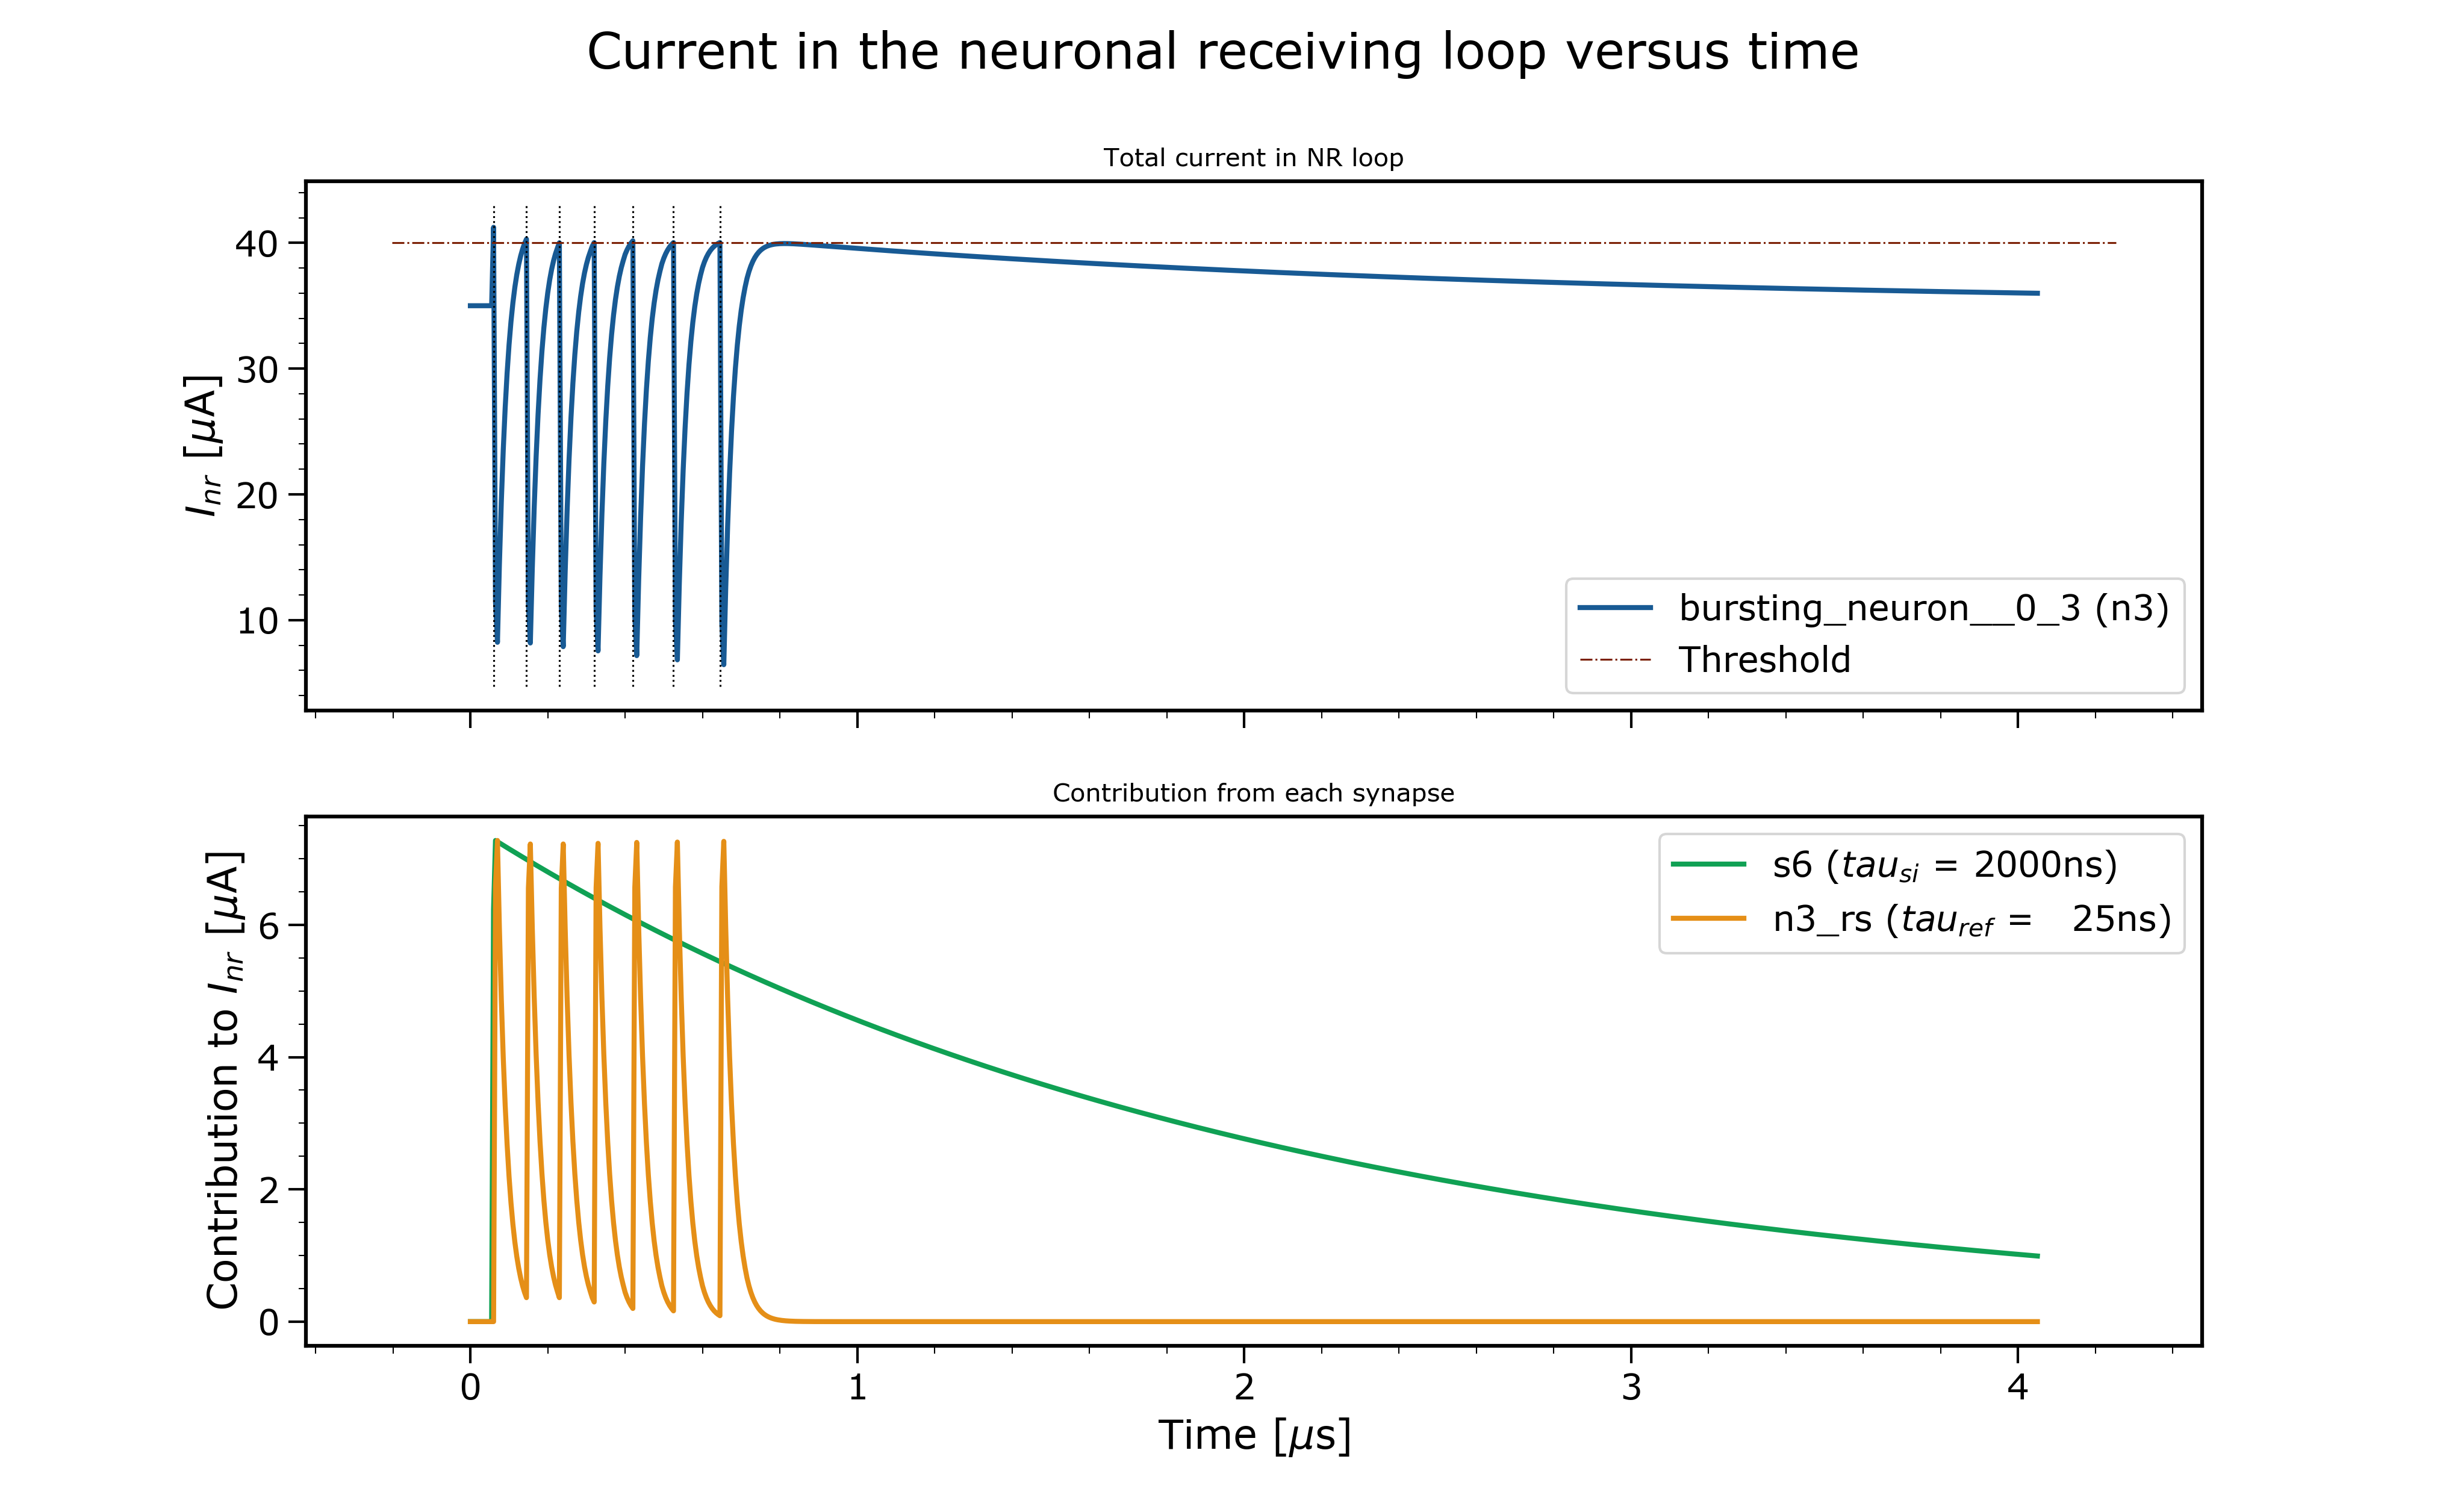 Current in the neuronal receiving loop versus time
Total current in NR loop
40
30
20
10
I_nr [μA]
bursting_neuron__0_3 (n3)
Threshold
Contribution from each synapse
6
4
2
0
Contribution to I_nr [μA]
s6 (tau_si = 2000ns)
n3_rs (tau_ref =   25ns)
0 1 2 3 4
Time [μs]